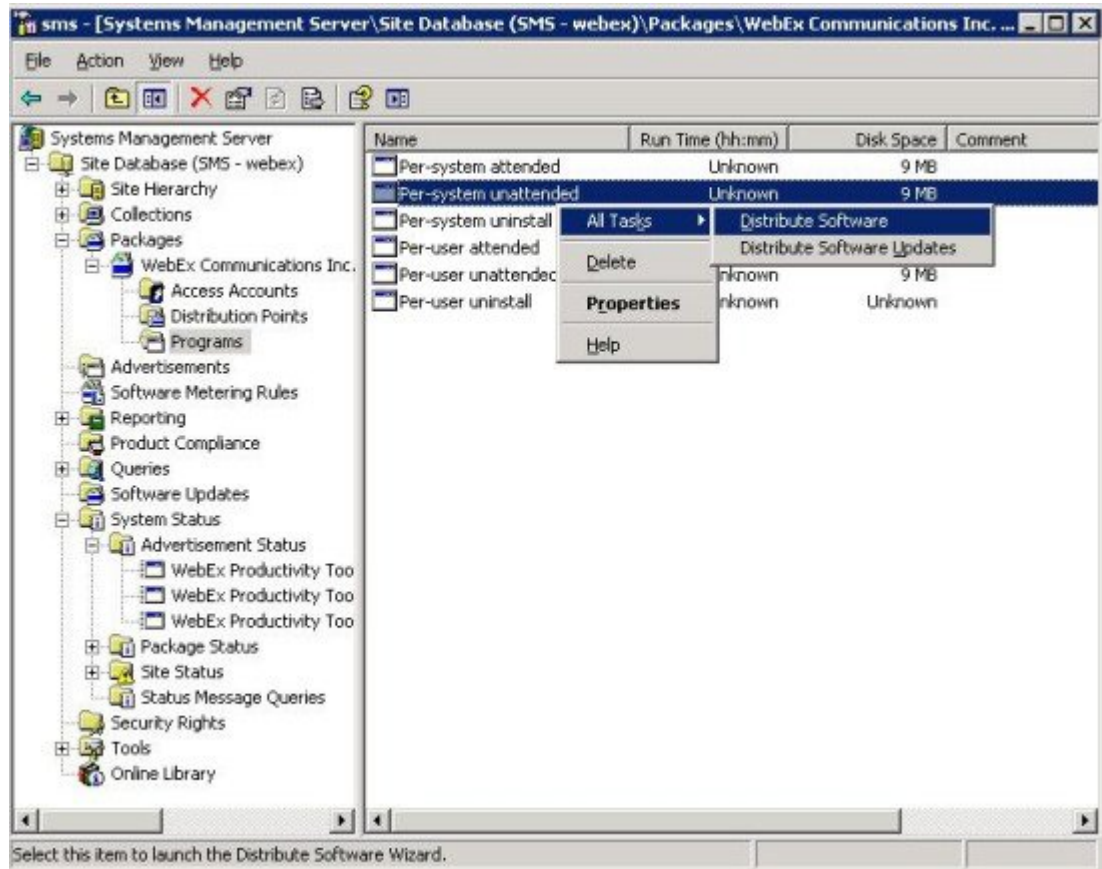 sms - [Systems Management Server\Site Database (SMS - webex)\Packages\WebEx Communications Inc. ...
File Action View Help
Systems Management Server
Site Database (SMS - webex)
Site Hierarchy
Collections
Packages
WebEx Communications Inc.
Access Accounts
Distribution Points
Programs
Advertisements
Software Metering Rules
Reporting
Product Compliance
Queries
Software Updates
System Status
Advertisement Status
WebEx Productivity Too
WebEx Productivity Too
WebEx Productivity Too
Package Status
Site Status
Status Message Queries
Security Rights
Tools
Online Library
Name Run Time (hh:mm) Disk Space Comment
Per-system attended Unknown 9 MB
Per-system unattended Unknown 9 MB
Per-system uninstall
Per-user attended
Per-user unattended nknown 9 MB
Per-user uninstall nknown Unknown
All Tasks
Delete
Properties
Help
Distribute Software
Distribute Software Updates
Select this item to launch the Distribute Software Wizard.